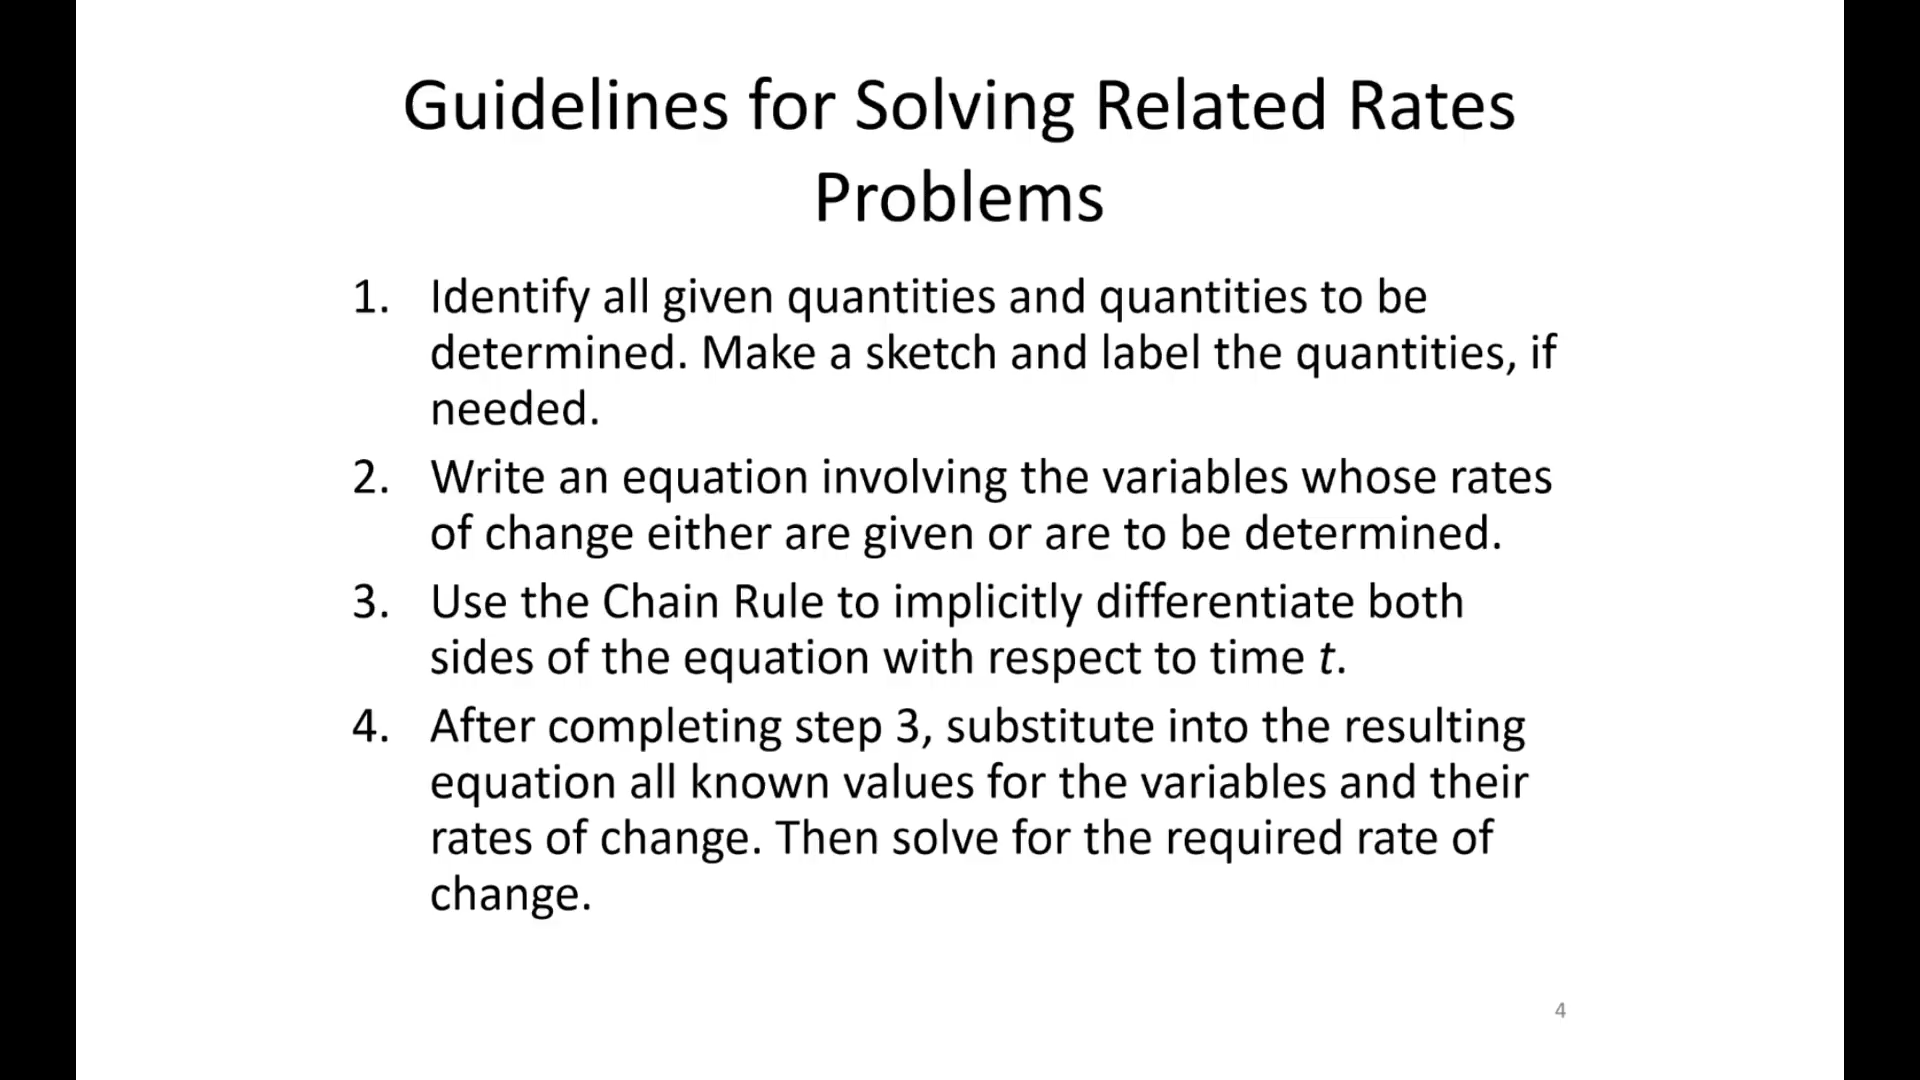 Guidelines for Solving Related Rates
Problems
1. Identify all given quantities and quantities to be
determined. Make a sketch and label the quantities, if
needed.
2. Write an equation involving the variables whose rates
of change either are given or are to be determined.
3. Use the Chain Rule to implicitly differentiate both
sides of the equation with respect to time t.
4. After completing step 3, substitute into the resulting
equation all known values for the variables and their
rates of change. Then solve for the required rate of
change.
4